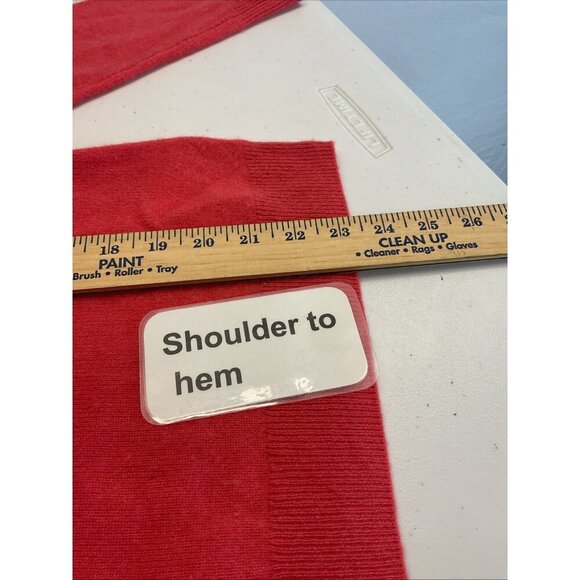 LIFETIME
18 19 20 21 22 23 24 25 26
PAINT
Brush • Roller • Tray
CLEAN UP
• Cleaner • Rags • Gloves
Shoulder to
hem